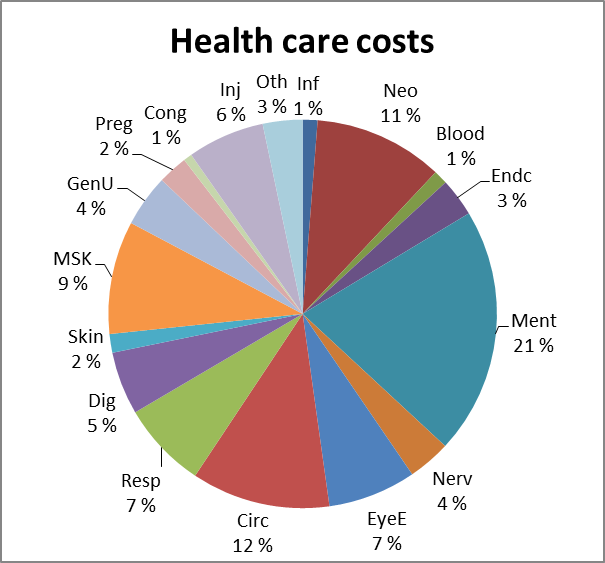 Health care costs
Inf
1 %
Neo
11 %
Blood
1 %
Endc
3 %
Ment
21 %
Nerv
4 %
EyeE
7 %
Circ
12 %
Resp
7 %
Dig
5 %
Skin
2 %
MSK
9 %
GenU
4 %
Preg
2 %
Cong
1 %
Inj
6 %
Oth
3 %